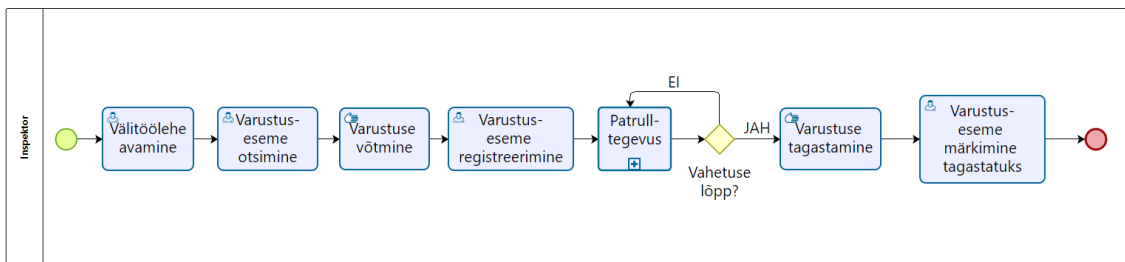 Inspektor
Välitöölehe
avamine
Varustus-
eseme
otsimine
Varustuse
võtmine
Varustus-
eseme
registreerimine
Patrull-
tegevus
EI
Vahetuse
lõpp?
JAH
Varustuse
tagastamine
Varustus-
eseme
märkimine
tagastatuks